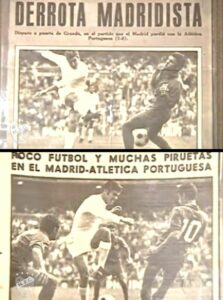 DERROTA MADRIDISTA
Disparo a puerta de Grande, en el partido que el Madrid perdió con la Atlética
Portuguesa (1-2).
POCO FUTBOL Y MUCHAS PIRUETAS
EN EL MADRID-ATLETICA PORTUGUESA
10